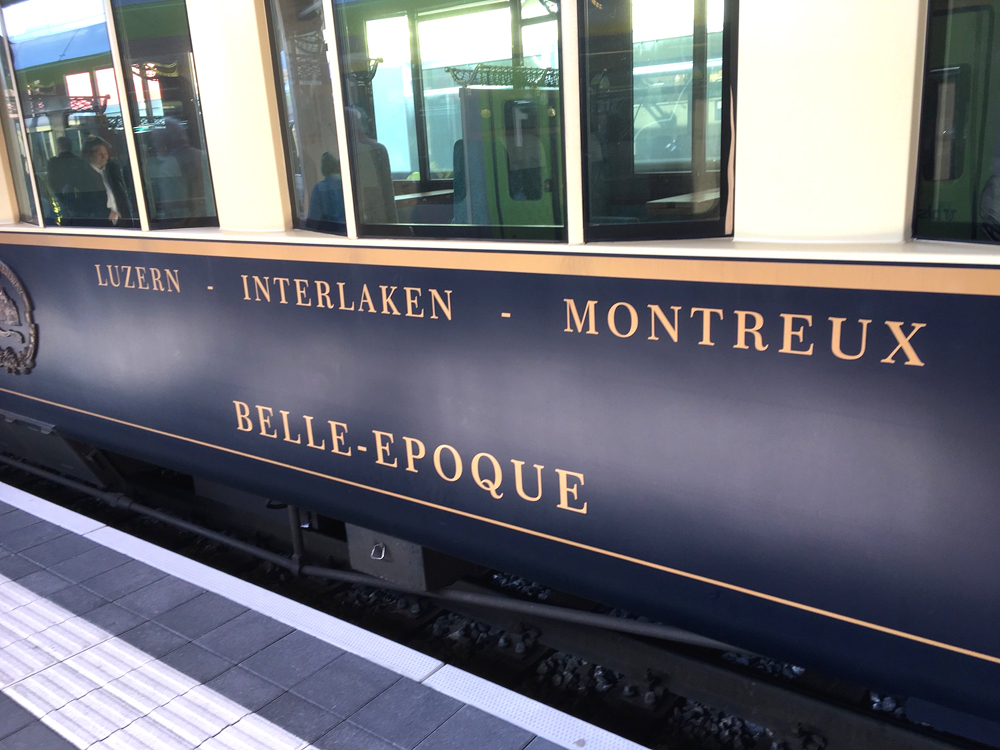 LUZERN - INTERLAKEN - MONTREUX
BELLE-EPOQUE
F